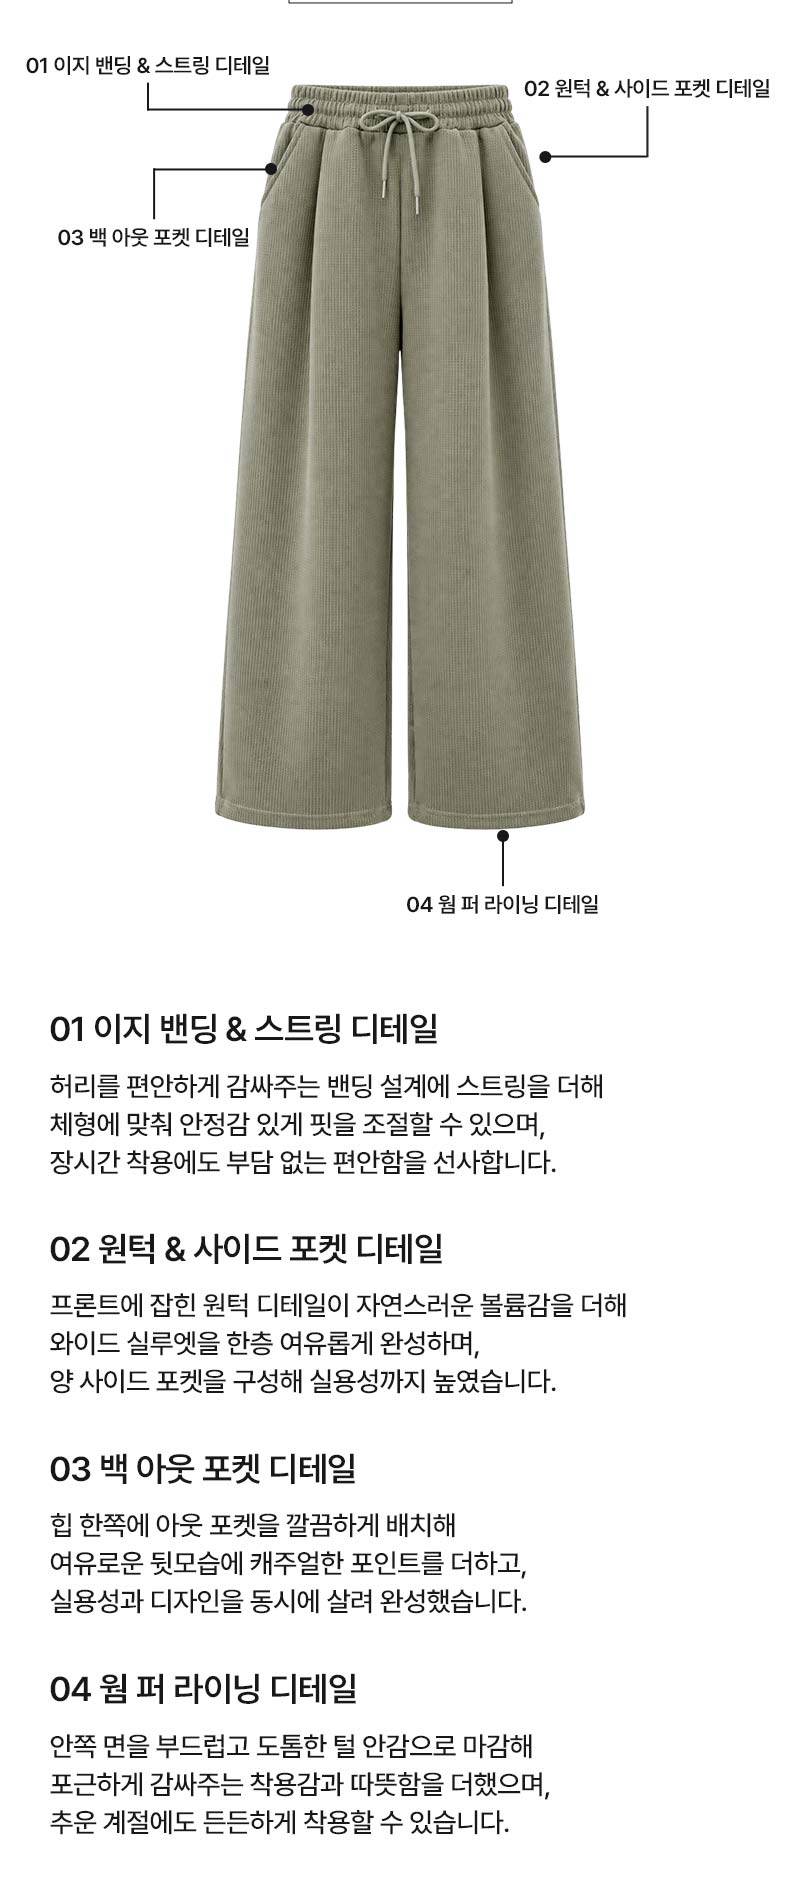 01 이지 밴딩 & 스트링 디테일
02 원턱 & 사이드 포켓 디테일
03 백 아웃 포켓 디테일
04 웜 퍼 라이닝 디테일
01 이지 밴딩 & 스트링 디테일
허리를 편안하게 감싸주는 밴딩 설계에 스트링을 더해
체형에 맞춰 안정감 있게 핏을 조절할 수 있으며,
장시간 착용에도 부담 없는 편안함을 선사합니다.
02 원턱 & 사이드 포켓 디테일
프론트에 잡힌 원턱 디테일이 자연스러운 볼륨감을 더해
와이드 실루엣을 한층 여유롭게 완성하며,
양 사이드 포켓을 구성해 실용성까지 높였습니다.
03 백 아웃 포켓 디테일
힙 한쪽에 아웃 포켓을 깔끔하게 배치해
여유로운 뒷모습에 캐주얼한 포인트를 더하고,
실용성과 디자인을 동시에 살려 완성했습니다.
04 웜 퍼 라이닝 디테일
안쪽 면을 부드럽고 도톰한 털 안감으로 마감해
포근하게 감싸주는 착용감과 따뜻함을 더했으며,
추운 계절에도 든든하게 착용할 수 있습니다.